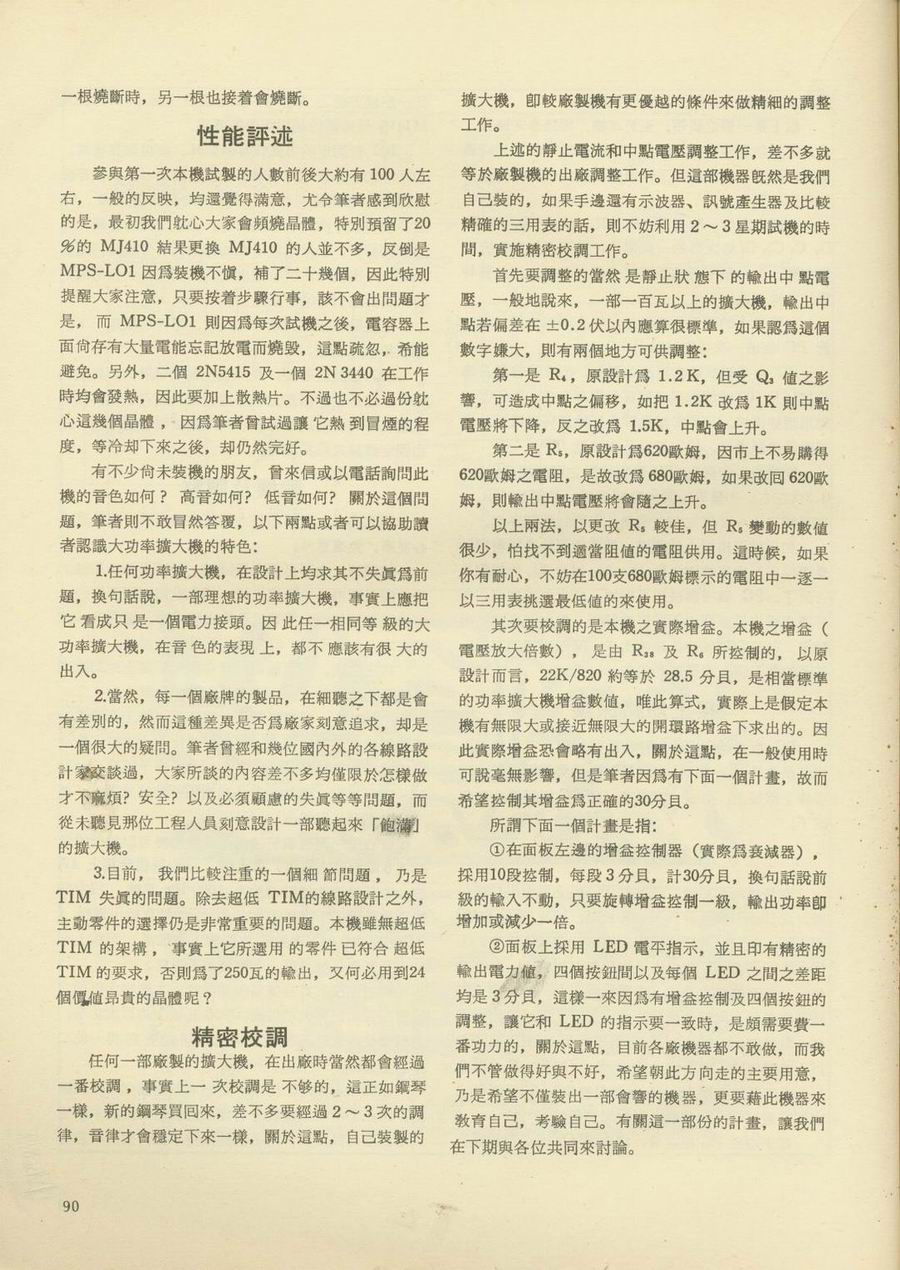 一根燒斷時，另一根也接着會燒斷。
性能評述
參與第一次本機試製的人數前後大約有 100 人左
右，一般的反映，均還覺得滿意，尤令筆者感到欣慰
的是，最初我們躭心大家會頻燒晶體，特別預留了20
％的 MJ410 結果更換 MJ410 的人並不多，反倒是
MPS-LO1 因爲裝機不愼，補了二十幾個，因此特別
提醒大家注意，只要按着步驟行事，該不會出問題才
是，而 MPS-LO1 則因爲每次試機之後，電容器上
面尙存有大量電能忘記放電而燒毀，這點疏忽，希能
避免。另外，二個 2N5415 及一個 2N 3440 在工作
時均會發熱，因此要加上散熱片。不過也不必過份躭
心這幾個晶體，因爲筆者曾試過讓 它熱 到冒煙的程
度，等冷却下來之後，却仍然完好。
有不少尙未裝機的朋友，曾來信或以電話詢問此
機的音色如何？ 高音如何？ 低音如何？ 關於這個問
題，筆者則不敢冒然答覆，以下兩點或者可以協助讀
者認識大功率擴大機的特色：
1.任何功率擴大機，在設計上均求其不失眞爲前
題，換句話說，一部理想的功率擴大機，事實上應把
它 看成只 是一個電力接頭。因 此任一相同等 級的大
功率擴大機，在音 色的表現 上，都不 應該有很 大的
出入。
2.當然，每一個廠牌的製品，在細聽之下都是會
有差別的，然而這種差異是否爲廠家刻意追求，却是
一個很大的疑問。筆者曾經和幾位國內外的各線路設
計家交談過，大家所談的內容差不多均僅限於怎樣做
才不麻煩？安全？以及必須顧慮的失眞等等問題，而
從未聽見那位工程人員刻意設計一部聽起來「飽滿」
的擴大機。
3.目前， 我們比較注重的一個細 節問題 ， 乃是
TIM 失眞的問題。除去超低 TIM的線路設計之外，
主動零件的選擇仍是非常重要的問題。本機雖無超低
TIM 的架構 ，事實上它所選用 的零件 已符合 超低
TIM 的要求，否則爲了250瓦的輸出，又何必用到24
個價值昂貴的晶體呢？
精密校調
任何一部廠製的擴大機，在出廠時當然都會經過
一番校調 ，事實上一 次校調是 不够的，這正如鋼琴
一樣，新的鋼琴買回來，差不多要經過 2 ～ 3 次的調
律，音律才會穩定下來一樣，關於這點，自己裝製的
擴大機，卽較廠製機有更優越的條件來做精細的調整
工作。
上述的靜止電流和中點電壓調整工作，差不多就
等於廠製機的出廠調整工作。但這部機器旣然是我們
自己裝的，如果手邊還有示波器、訊號產生器及比較
精確的三用表的話，則不妨利用 2 ～ 3 星期試機的時
間，實施精密校調工作。
首先要調整的當然 是靜止狀 態下 的輸出中 點電
壓，一般地說來，一部一百瓦以上的擴大機，輸出中
點若偏差在 ±0.2 伏以內應算很標準，如果認爲這個
數字嫌大，則有兩個地方可供調整：
第一是 R₄，原設計爲 1.2 K，但受 Q₃ 値之影
響，可造成中點之偏移，如把 1.2K 改爲 1K 則中點
電壓將下降，反之改爲 1.5K，中點會上升。
第二是 R₅，原設計爲620歐姆，因市上不易購得
620歐姆之電阻，是故改爲 680歐姆，如果改回 620歐
姆，則輸出中點電壓將會隨之上升。
以上兩法，以更改 R₅ 較佳，但 R₅ 變動的數値
很少，怕找不到適當阻値的電阻供用。這時候，如果
你有耐心，不妨在100支680歐姆標示的電阻中一逐一
以三用表挑選最低値的來使用。
其次要校調的是本機之實際增益。本機之增益（
電壓放大倍數），是由 R₃₈ 及 R₆ 所控制的，以原
設計而言，22K/820 約等於 28.5 分貝，是相當標準
的功率擴大機增益數値，唯此算式，實際上是假定本
機有無限大或接近無限大的開環路增益下求出的。因
此實際增益恐會略有出入，關於這點，在一般使用時
可說毫無影響，但是筆者因爲有下面一個計畫，故而
希望控制其增益爲正確的30分貝。
所謂下面一個計畫是指：
①在面板左邊的增益控制器（實際爲衰減器），
採用10段控制，每段 3 分貝，計30分貝，換句話說前
級的輸入不動，只要旋轉增益控制一級，輸出功率卽
增加或減少一倍。
②面板上採用 LED 電平指示，並且印有精密的
輸出電力値，四個按鈕間以及每個 LED 之間之差距
均是 3 分貝，這樣一來因爲有增益控制及四個按鈕的
調整，讓它和 LED 的指示要一致時，是頗需要費一
番功力的，關於這點，目前各廠機器都不敢做，而我
們不管做得好與不好，希望朝此方向走的主要用意，
乃是希望不僅裝出一部會響的機器，更要藉此機器來
敎育自己，考驗自己。有關這一部份的計畫，讓我們
在下期與各位共同來討論。
90